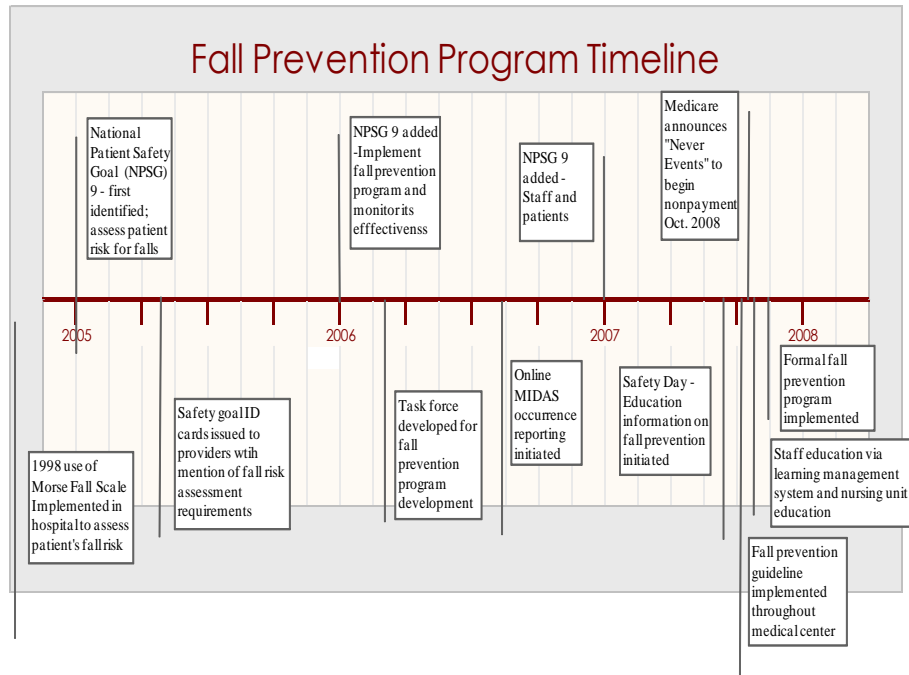 Fall Prevention Program Timeline
National
Patient Safety
Goal (NPSG)
9 - first
identified;
assess patient
risk for falls
NPSG 9 added
-Implement
fall prevention
program and
monitor its
efffectivenss
NPSG 9
added -
Staff and
patients
Medicare
announces
"Never
Events" to
begin
nonpayment
Oct. 2008
2005
2006
2007
2008
1998 use of
Morse Fall Scale
Implemented in
hospital to assess
patient's fall risk
Safety goal ID
cards issued to
providers wtih
mention of fall risk
assessment
requirements
Task force
developed for
fall
prevention
program
development
Online
MIDAS
occurrence
reporting
initiated
Safety Day -
Education
information on
fall prevention
initiated
Formal fall
prevention
program
implemented
Staff education via
learning management
system and nursing unit
education
Fall prevention
guideline
implemented
throughout
medical center